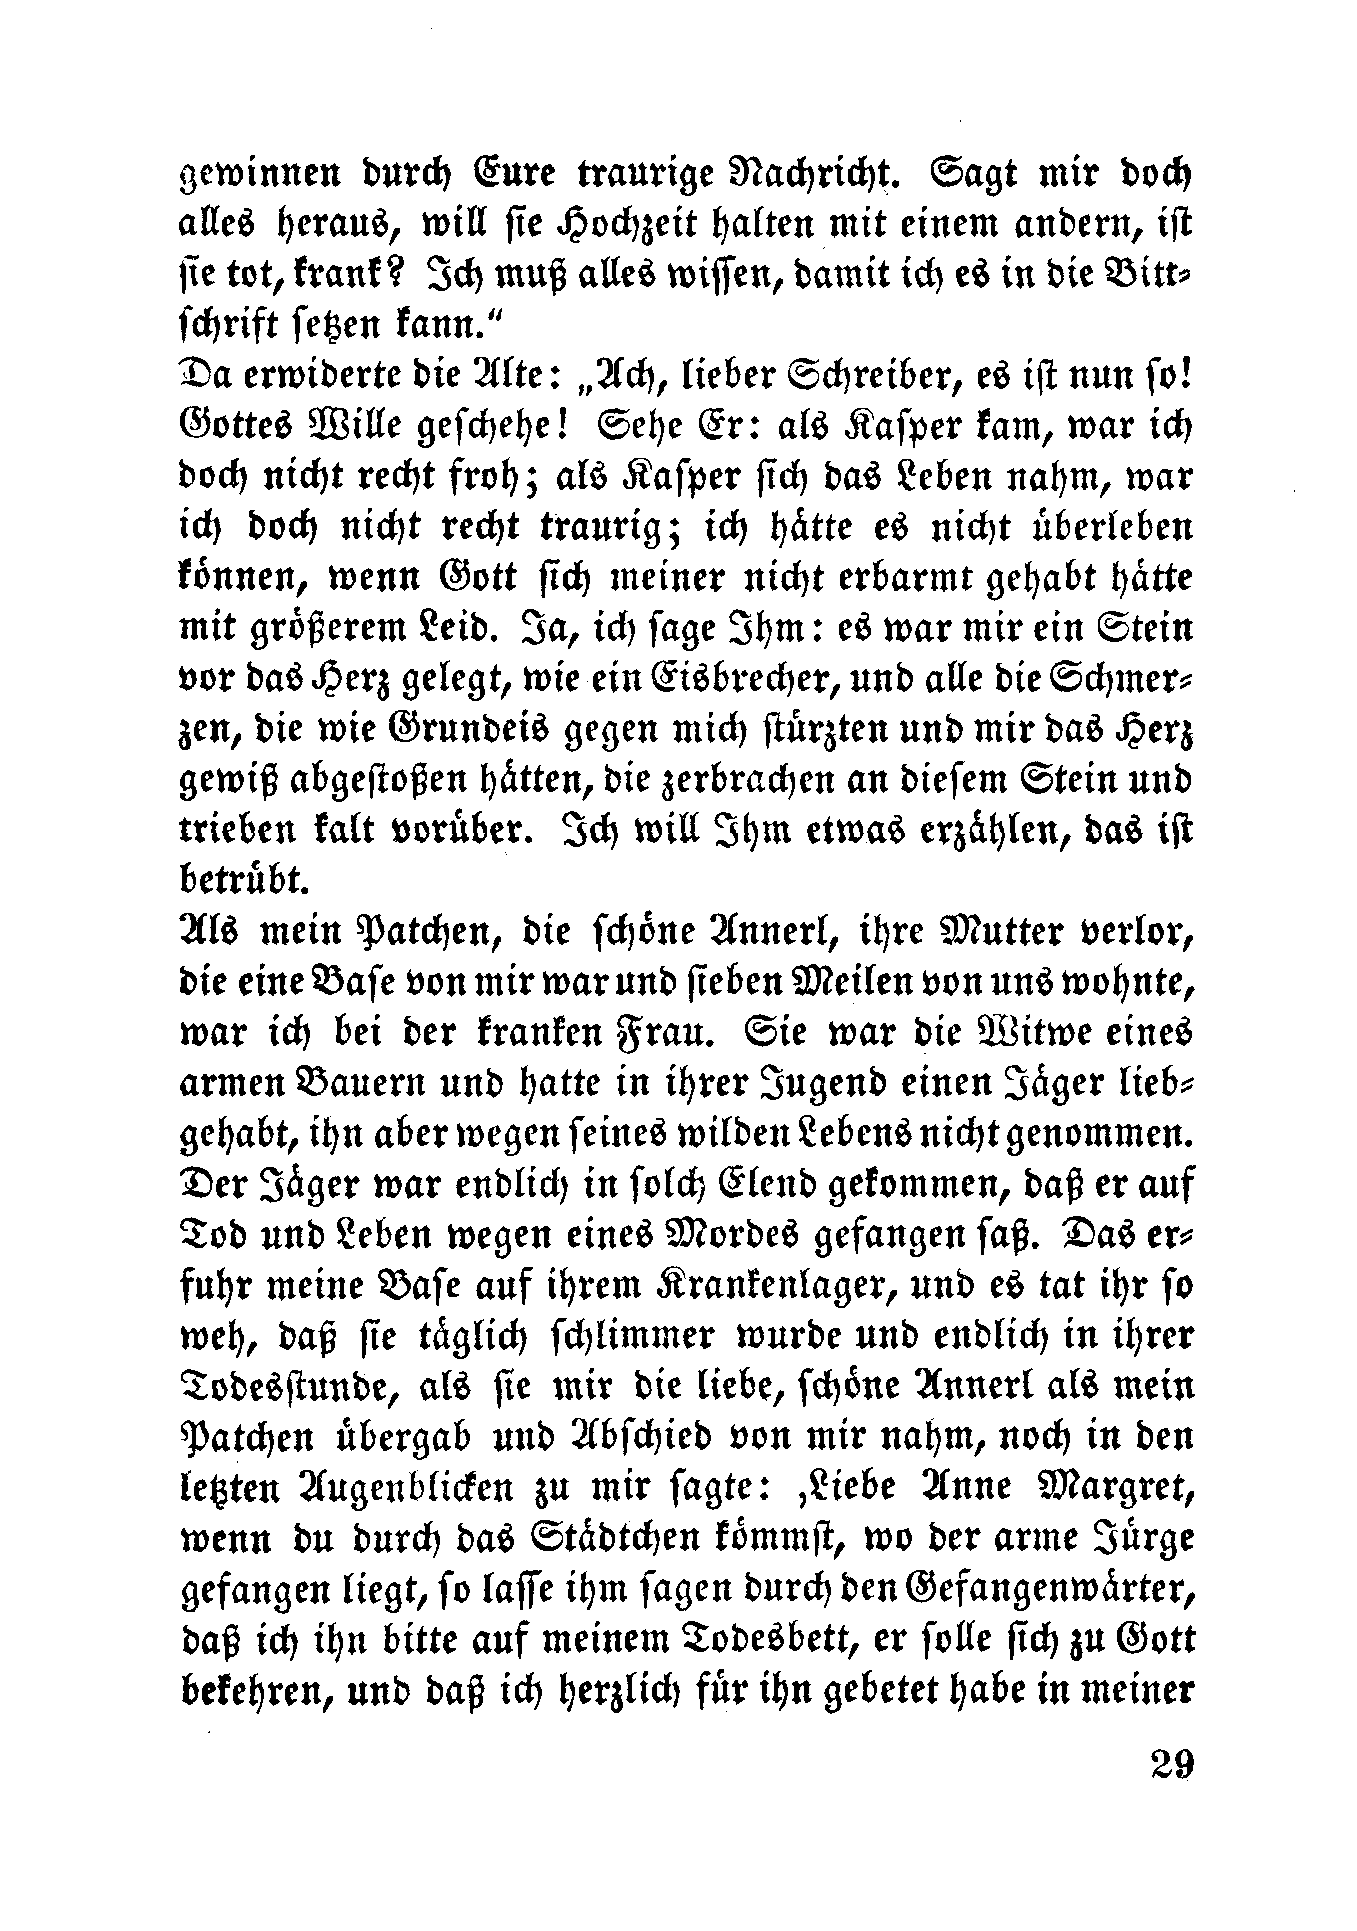 gewinnen durch Eure traurige Nachricht. Sagt mir doch
alles heraus, will sie Hochzeit halten mit einem andern, ist
sie tot, krank? Ich muß alles wissen, damit ich es in die Bitt-
schrift setzen kann.“
Da erwiderte die Alte: „Ach, lieber Schreiber, es ist nun so!
Gottes Wille geschehe! Sehe Er: als Kasper kam, war ich
doch nicht recht froh; als Kasper sich das Leben nahm, war
ich doch nicht recht traurig; ich hätte es nicht überleben
können, wenn Gott sich meiner nicht erbarmt gehabt hätte
mit größerem Leid. Ja, ich sage Ihm: es war mir ein Stein
vor das Herz gelegt, wie ein Eisbrecher, und alle die Schmer-
zen, die wie Grundeis gegen mich stürzten und mir das Herz
gewiß abgestoßen hätten, die zerbrachen an diesem Stein und
trieben kalt vorüber. Ich will Ihm etwas erzählen, das ist
betrübt.
Als mein Patchen, die schöne Annerl, ihre Mutter verlor,
die eine Base von mir war und sieben Meilen von uns wohnte,
war ich bei der kranken Frau. Sie war die Witwe eines
armen Bauern und hatte in ihrer Jugend einen Jäger lieb-
gehabt, ihn aber wegen seines wilden Lebens nicht genommen.
Der Jäger war endlich in solch Elend gekommen, daß er auf
Tod und Leben wegen eines Mordes gefangen saß. Das er-
fuhr meine Base auf ihrem Krankenlager, und es tat ihr so
weh, daß sie täglich schlimmer wurde und endlich in ihrer
Todesstunde, als sie mir die liebe, schöne Annerl als mein
Patchen übergab und Abschied von mir nahm, noch in den
letzten Augenblicken zu mir sagte: ‚Liebe Anne Margret,
wenn du durch das Städtchen kömmst, wo der arme Jürge
gefangen liegt, so lasse ihm sagen durch den Gefangenwärter,
daß ich ihn bitte auf meinem Todesbett, er solle sich zu Gott
bekehren, und daß ich herzlich für ihn gebetet habe in meiner
29